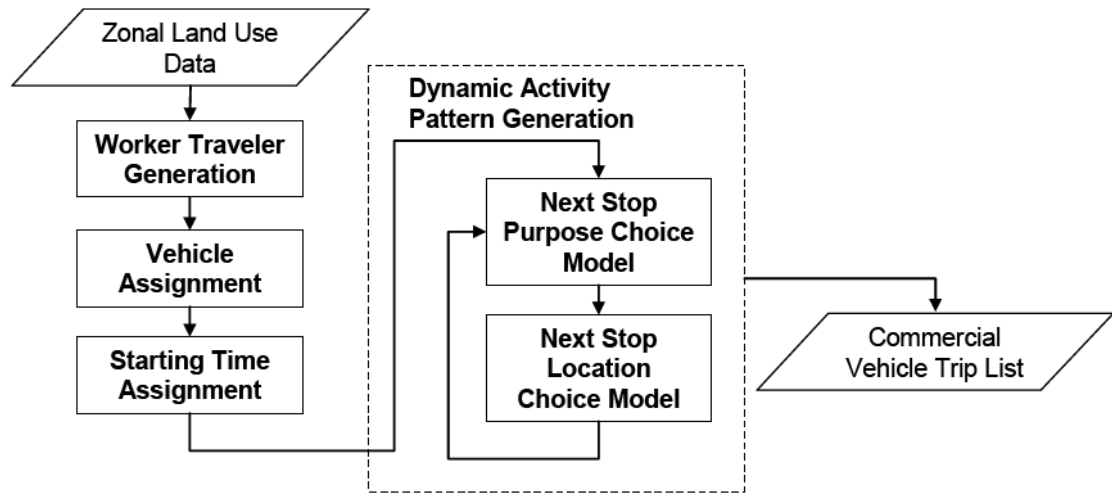 Zonal Land Use
Data
Worker Traveler
Generation
Vehicle
Assignment
Starting Time
Assignment
Dynamic Activity
Pattern Generation
Next Stop
Purpose Choice
Model
Next Stop
Location
Choice Model
Commercial
Vehicle Trip List